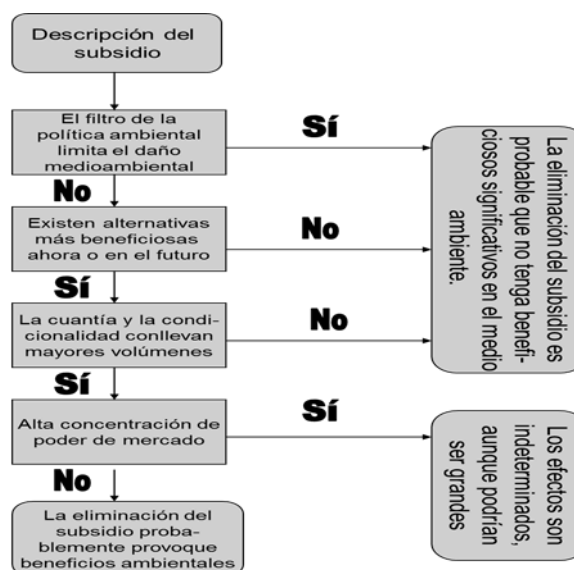 Descripción del
subsidio
El filtro de la
política ambiental
limita el daño
medioambiental
Sí
No
Existen alternativas
más beneficiosas
ahora o en el futuro
No
Sí
La cuantía y la condi-
cionalidad conllevan
mayores volúmenes
No
Sí
Alta concentración de
poder de mercado
Sí
No
La eliminación del
subsidio proba-
blemente provoque
beneficios ambientales
La eliminación del subsidio es
probable que no tenga benefi-
ciosos significativos en el medio
ambiente.
Los efectos son
indeterminados,
aunque podrían
ser grandes